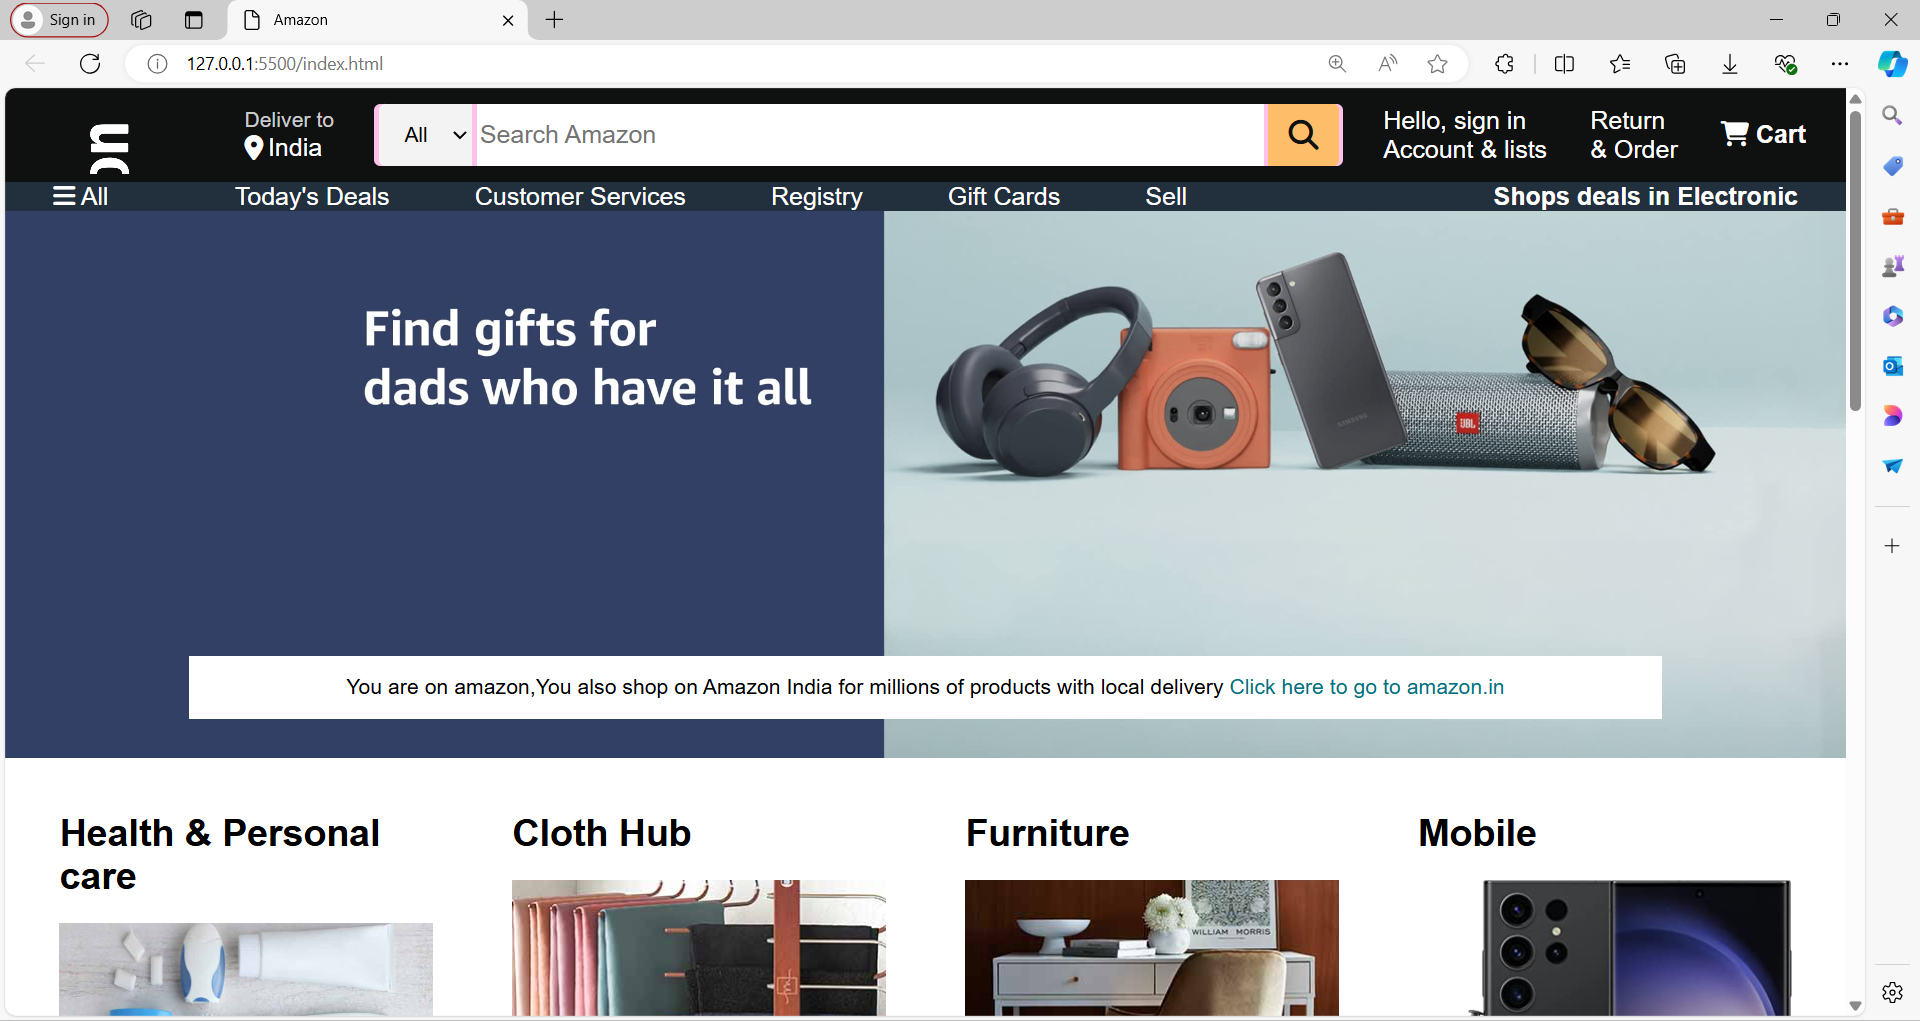 Sign in
Amazon
127.0.0.1:5500/index.html
Deliver to
India
All
Search Amazon
Hello, sign in
Account & lists
Return
& Order
Cart
All
Today's Deals
Customer Services
Registry
Gift Cards
Sell
Shops deals in Electronic
Find gifts for
dads who have it all
SAMSUNG
JBL
You are on amazon,You also shop on Amazon India for millions of products with local delivery Click here to go to amazon.in
Health & Personal
care
Cloth Hub
Furniture
Mobile
WILLIAM MORRIS